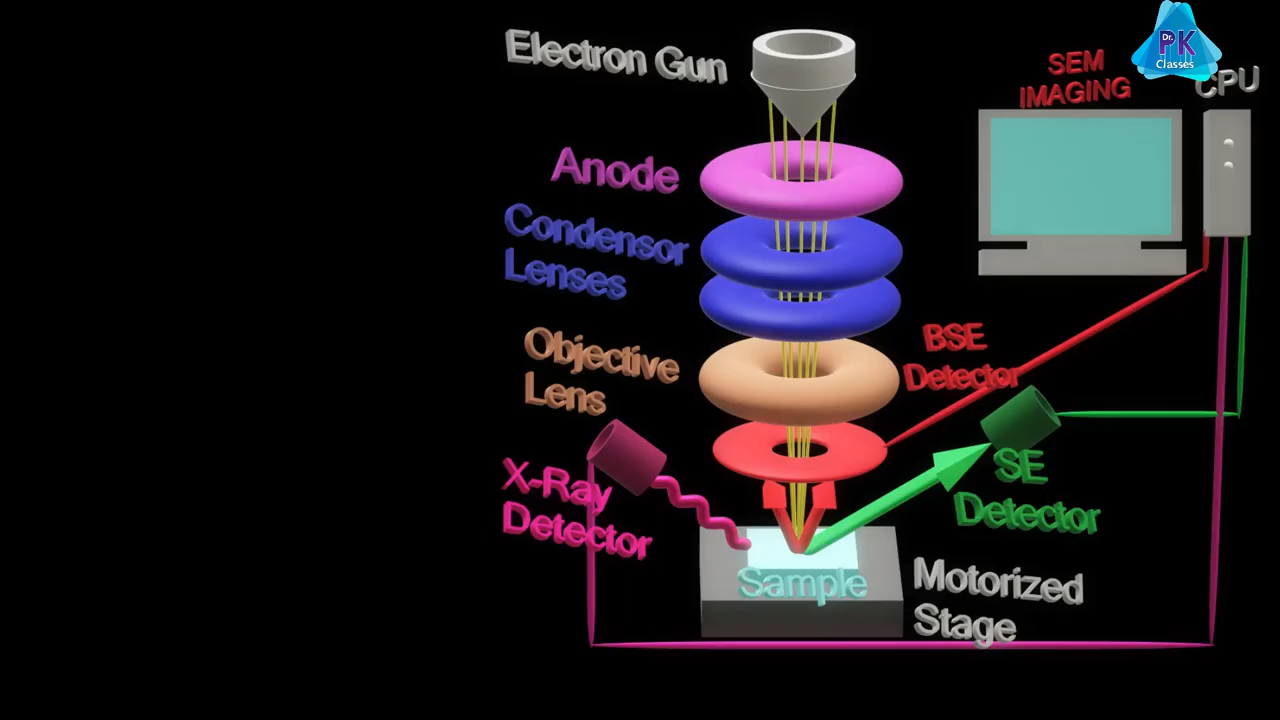 Electron Gun
Anode
Condensor
Lenses
Objective
Lens
X-Ray
Detector
Sample
Motorized
Stage
BSE
Detector
SE
Detector
SEM
IMAGING
CPU
Dr.
PK
Classes